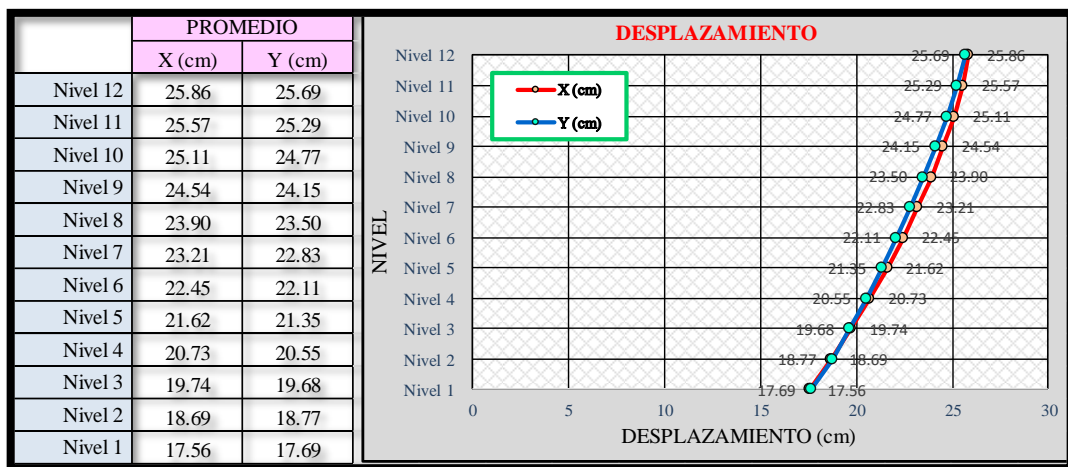 PROMEDIO
X (cm) Y (cm)
Nivel 12 25.86 25.69
Nivel 11 25.57 25.29
Nivel 10 25.11 24.77
Nivel 9 24.54 24.15
Nivel 8 23.90 23.50
Nivel 7 23.21 22.83
Nivel 6 22.45 22.11
Nivel 5 21.62 21.35
Nivel 4 20.73 20.55
Nivel 3 19.74 19.68
Nivel 2 18.69 18.77
Nivel 1 17.56 17.69
DESPLAZAMIENTO
X (cm)
Y (cm)
NIVEL
Nivel 12 25.69 25.86
Nivel 11 25.29 25.57
Nivel 10 24.77 25.11
Nivel 9 24.15 24.54
Nivel 8 23.50 23.90
Nivel 7 22.83 23.21
Nivel 6 22.11 22.45
Nivel 5 21.35 21.62
Nivel 4 20.55 20.73
Nivel 3 19.68 19.74
Nivel 2 18.77 18.69
Nivel 1 17.69 17.56
0 5 10 15 20 25 30
DESPLAZAMIENTO (cm)